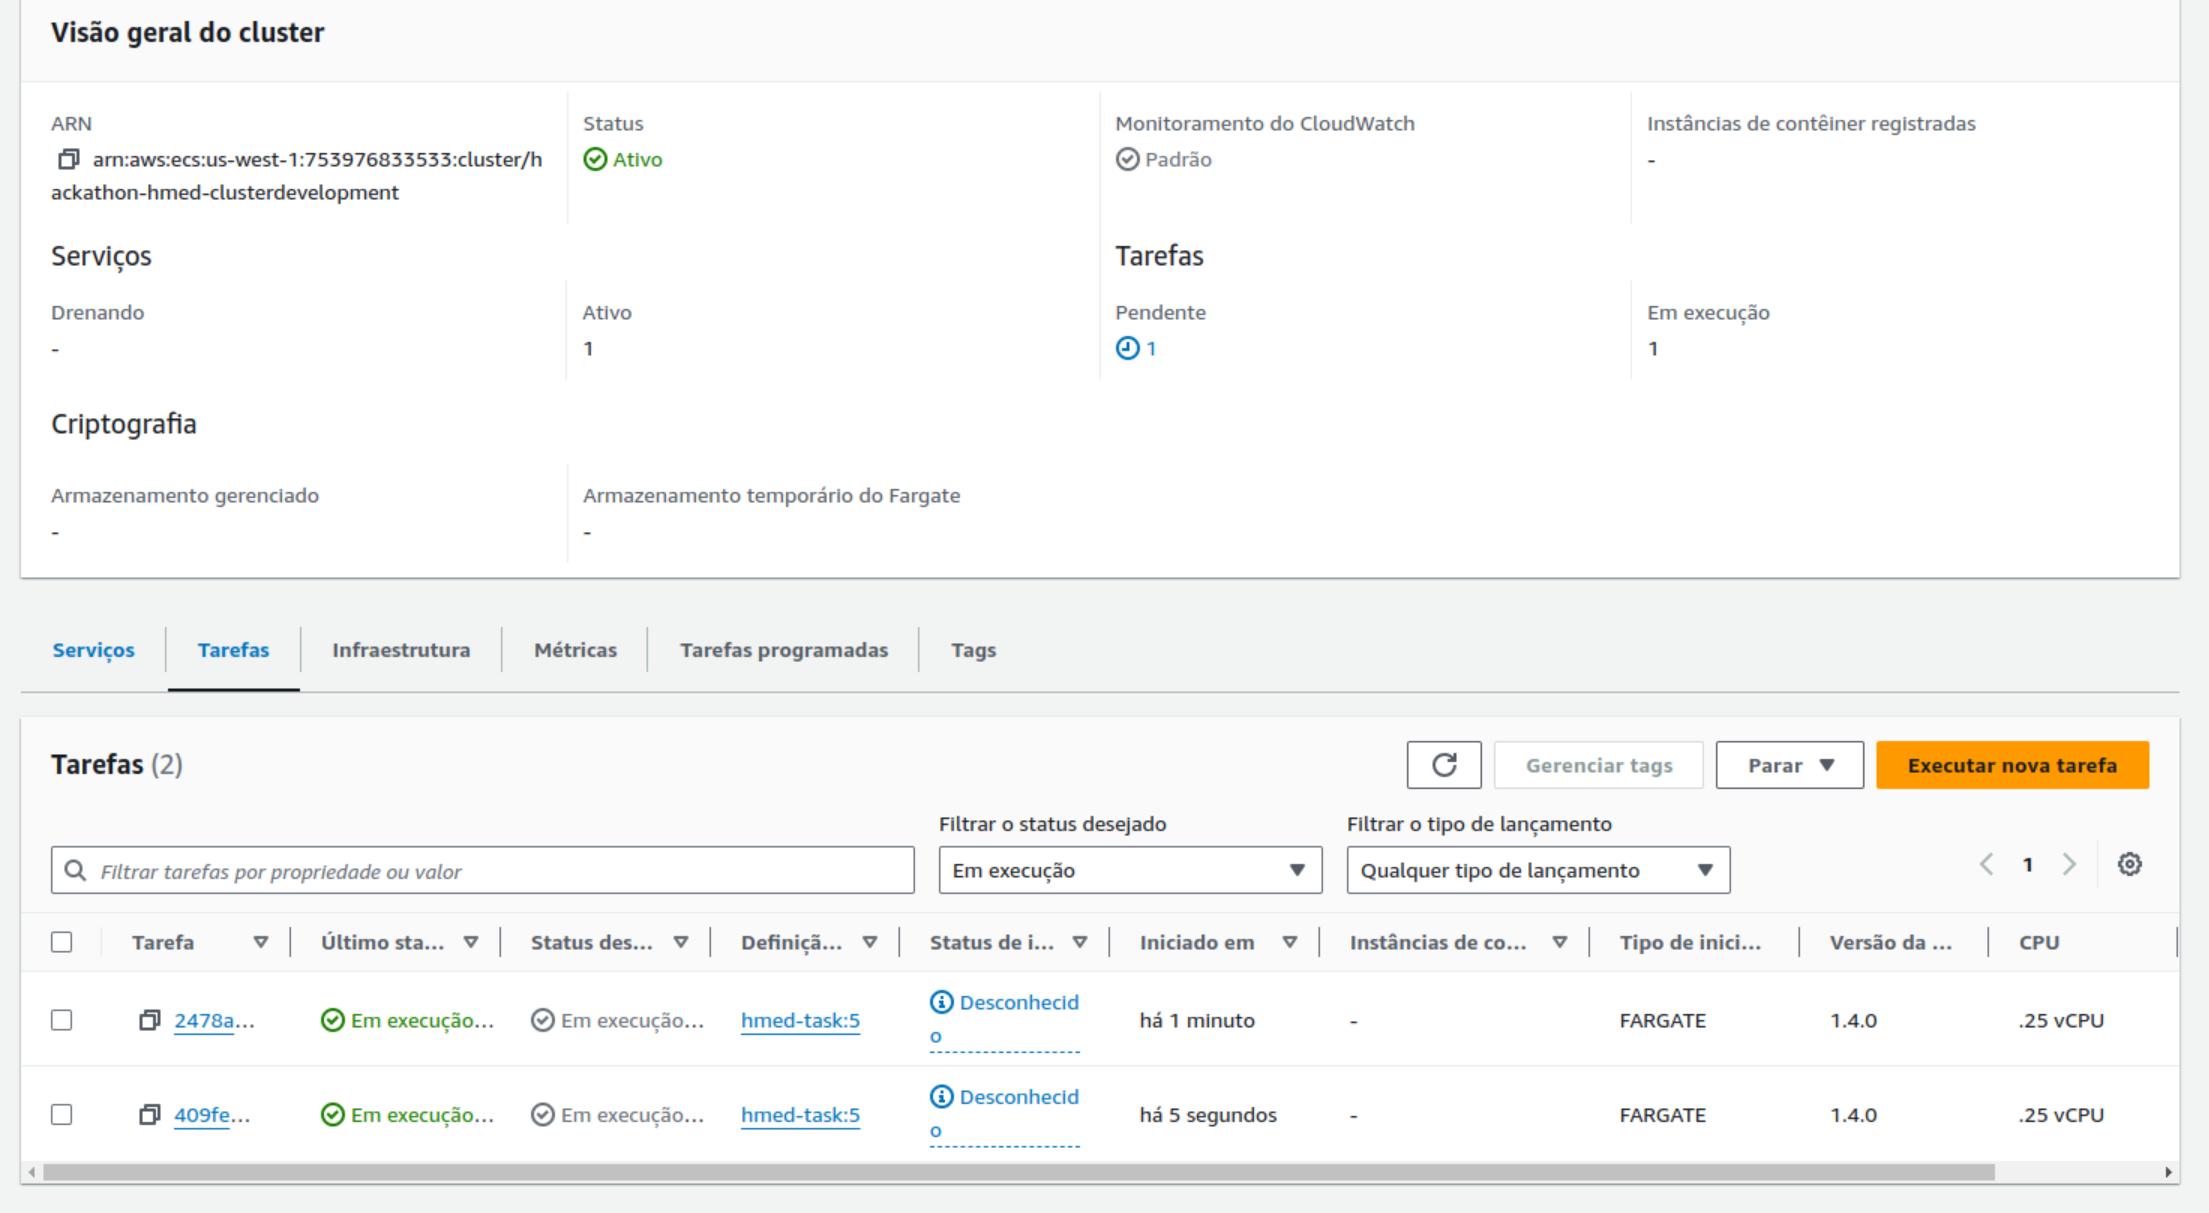 Visão geral do cluster
ARN
Status
Monitoramento do CloudWatch
Instâncias de contêiner registradas
arn:aws:ecs:us-west-1:753976833533:cluster/h
ackathon-hmed-clusterdevelopment
Ativo
Padrão
-
Serviços
Tarefas
Drenando
Ativo
Pendente
Em execução
-
1
1
1
Criptografia
Armazenamento gerenciado
Armazenamento temporário do Fargate
-
-
Serviços
Tarefas
Infraestrutura
Métricas
Tarefas programadas
Tags
Tarefas (2)
Gerenciar tags
Parar
Executar nova tarefa
Filtrar o status desejado
Filtrar o tipo de lançamento
Filtrar tarefas por propriedade ou valor
Em execução
Qualquer tipo de lançamento
1
Tarefa
Último sta...
Status des...
Definiçã...
Status de i...
Iniciado em
Instâncias de co...
Tipo de inici...
Versão da ...
CPU
2478a...
Em execução...
Em execução...
hmed-task:5
Desconhecid
o
há 1 minuto
-
FARGATE
1.4.0
.25 vCPU
409fe...
Em execução...
Em execução...
hmed-task:5
Desconhecid
o
há 5 segundos
-
FARGATE
1.4.0
.25 vCPU